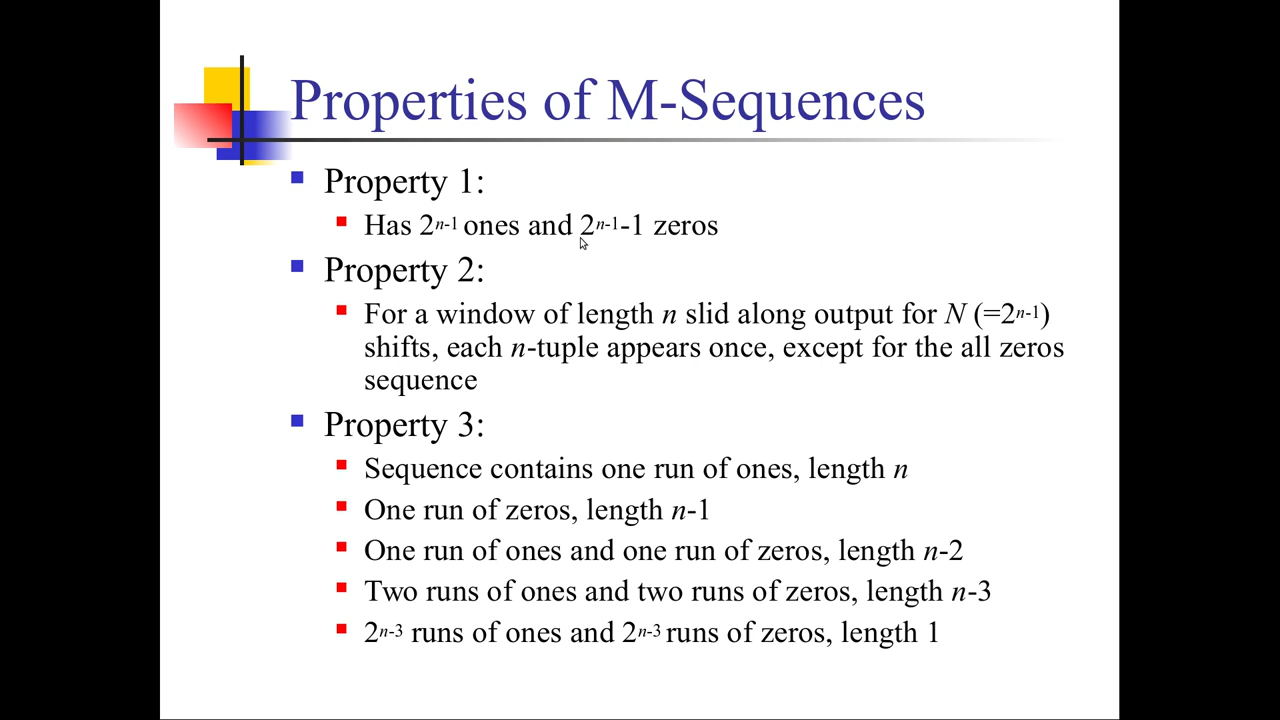 Properties of M-Sequences
Property 1:
Has 2ⁿ⁻¹ ones and 2ⁿ⁻¹-1 zeros
Property 2:
For a window of length n slid along output for N (=2ⁿ⁻¹)
shifts, each n-tuple appears once, except for the all zeros
sequence
Property 3:
Sequence contains one run of ones, length n
One run of zeros, length n-1
One run of ones and one run of zeros, length n-2
Two runs of ones and two runs of zeros, length n-3
2ⁿ⁻³ runs of ones and 2ⁿ⁻³ runs of zeros, length 1